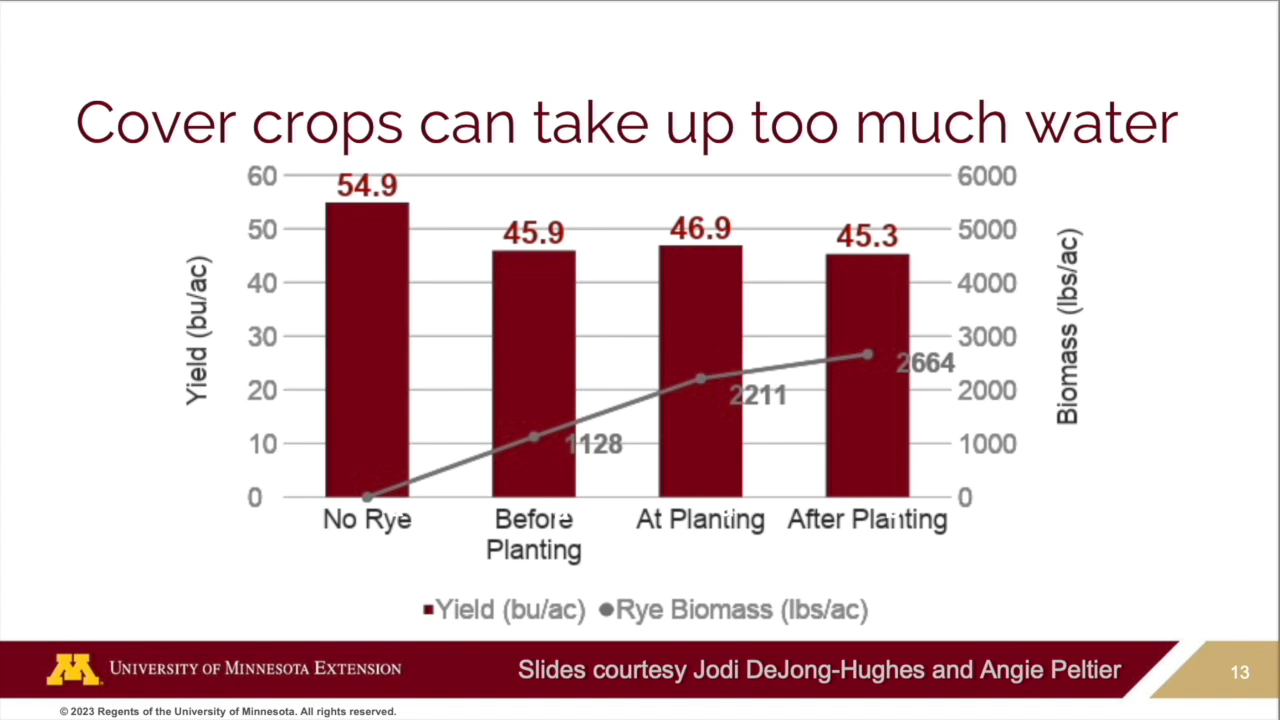 Cover crops can take up too much water
60
50
40
30
20
10
0
Yield (bu/ac)
54.9
45.9
46.9
45.3
1128
2211
2664
6000
5000
4000
3000
2000
1000
0
Biomass (lbs/ac)
No Rye
Before
Planting
At Planting
After Planting
Yield (bu/ac) Rye Biomass (lbs/ac)
M
UNIVERSITY OF MINNESOTA EXTENSION
Slides courtesy Jodi DeJong-Hughes and Angie Peltier
13
© 2023 Regents of the University of Minnesota. All rights reserved.